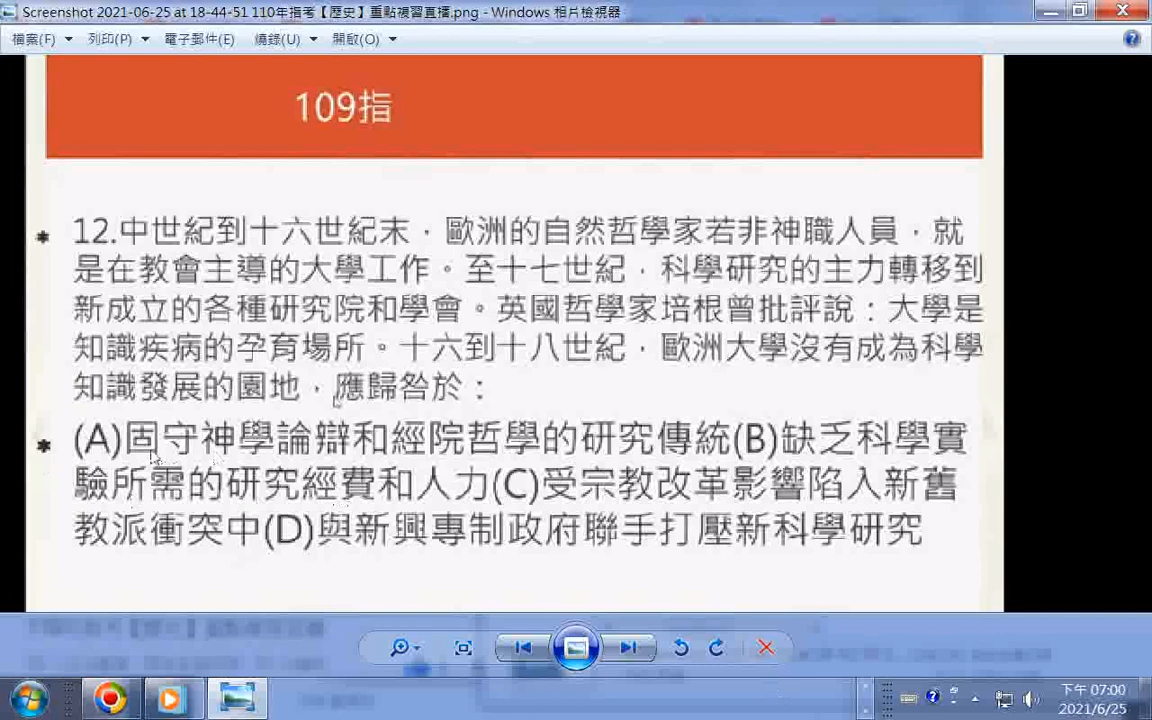 Screenshot 2021-06-25 at 18-44-51 110年指考【歷史】重點複習直播.png - Windows 相片檢視器
檔案(F) 列印(P) 電子郵件(E) 燒錄(U) 開啟(O)
109指
12.中世紀到十六世紀末，歐洲的自然哲學家若非神職人員，就
是在教會主導的大學工作。至十七世紀，科學研究的主力轉移到
新成立的各種研究院和學會。英國哲學家培根曾批評說：大學是
知識疾病的孕育場所。十六到十八世紀，歐洲大學沒有成為科學
知識發展的園地，應歸咎於：
(A)固守神學論辯和經院哲學的研究傳統(B)缺乏科學實
驗所需的研究經費和人力(C)受宗教改革影響陷入新舊
教派衝突中(D)與新興專制政府聯手打壓新科學研究
下午 07:00
2021/6/25